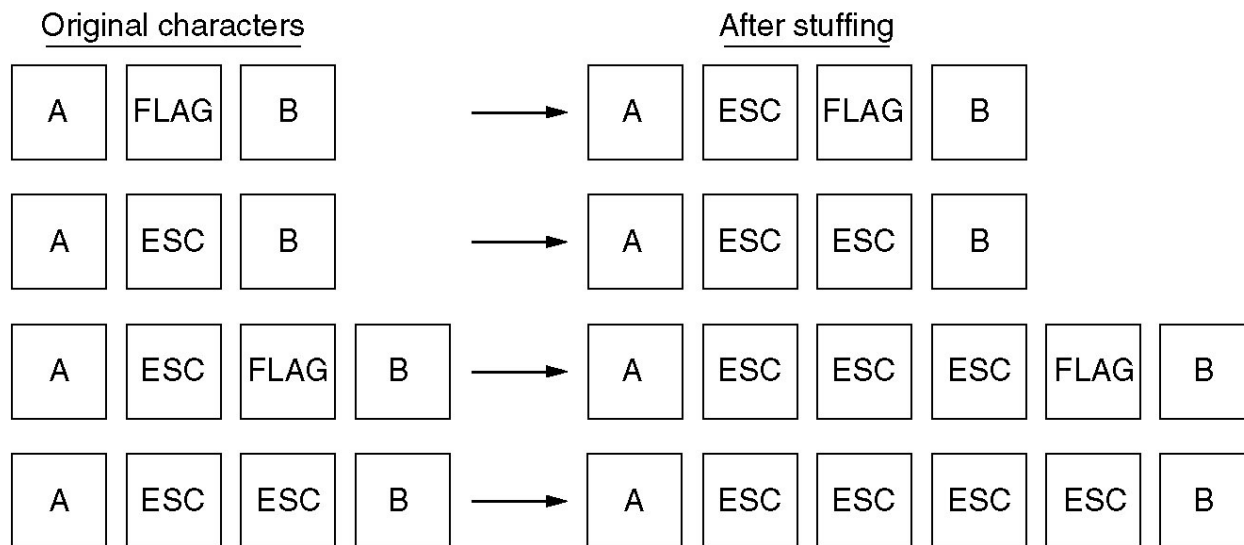 Original characters After stuffing
A FLAG B A ESC FLAG B
A ESC B A ESC ESC B
A ESC FLAG B A ESC ESC ESC FLAG B
A ESC ESC B A ESC ESC ESC ESC B